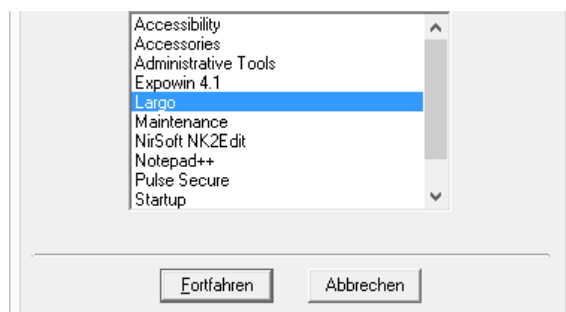 Accessibility
Accessories
Administrative Tools
Expowin 4.1
Largo
Maintenance
NirSoft NK2Edit
Notepad++
Pulse Secure
Startup
Fortfahren Abbrechen